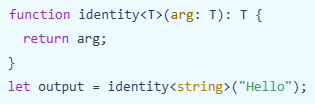 function identity<T>(arg: T): T {
  return arg;
}
let output = identity<string>("Hello");